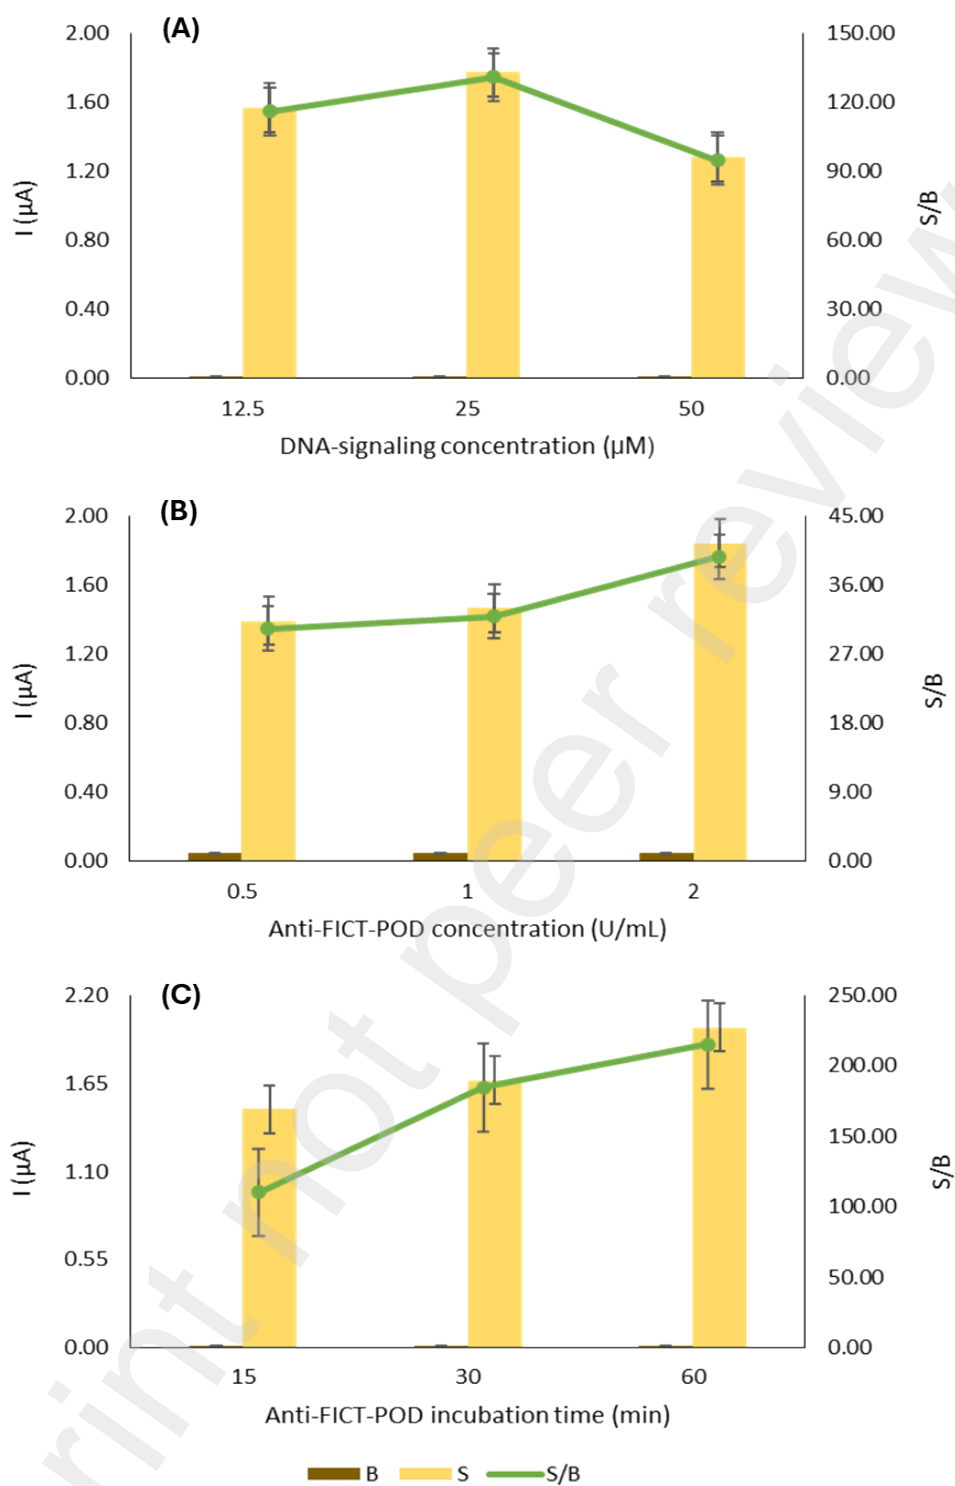 (A)
2.00
1.60
1.20
0.80
0.40
0.00
I (µA)
150.00
120.00
90.00
60.00
30.00
0.00
S/B
12.5 25 50
DNA-signaling concentration (µM)
(B)
2.00
1.60
1.20
0.80
0.40
0.00
I (µA)
45.00
36.00
27.00
18.00
9.00
0.00
S/B
0.5 1 2
Anti-FICT-POD concentration (U/mL)
(C)
2.20
1.65
1.10
0.55
0.00
I (µA)
250.00
200.00
150.00
100.00
50.00
0.00
S/B
15 30 60
Anti-FICT-POD incubation time (min)
B S S/B
rint not peer review